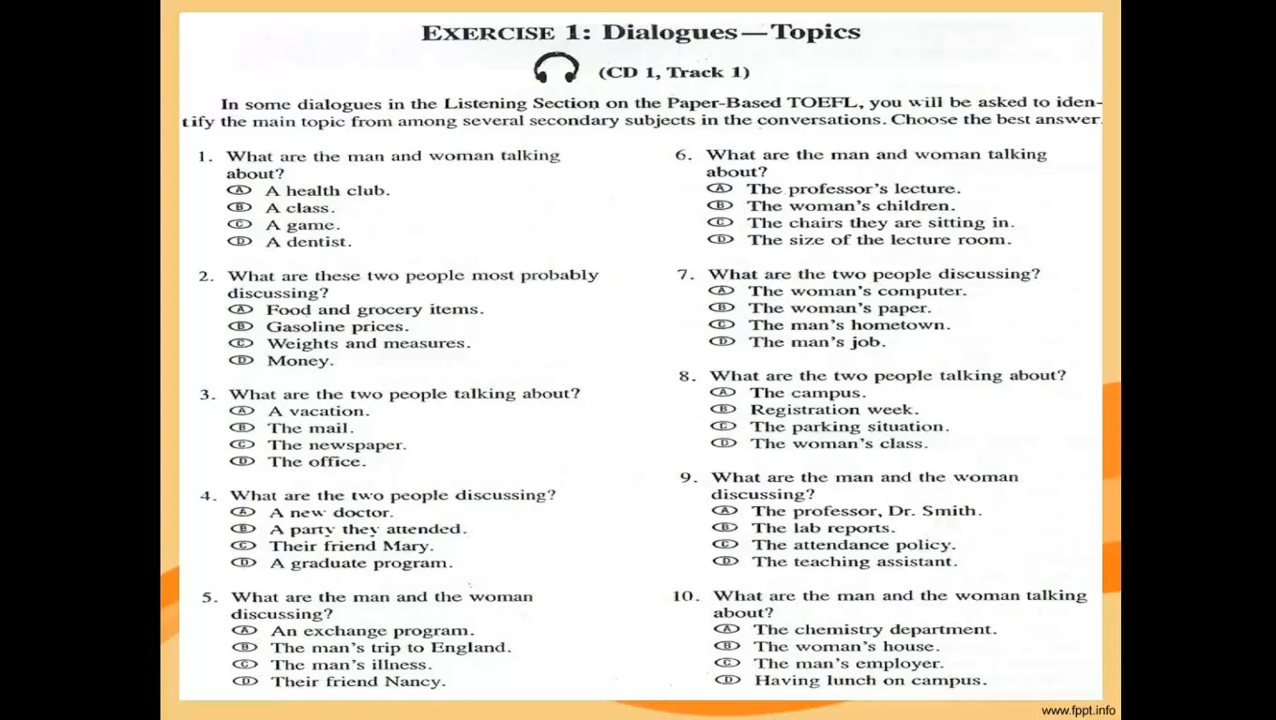 EXERCISE 1: Dialogues—Topics
(CD 1, Track 1)
In some dialogues in the Listening Section on the Paper-Based TOEFL, you will be asked to iden-
tify the main topic from among several secondary subjects in the conversations. Choose the best answer.
1. What are the man and woman talking
about?
A A health club.
B A class.
C A game.
D A dentist.
2. What are these two people most probably
discussing?
A Food and grocery items.
B Gasoline prices.
C Weights and measures.
D Money.
3. What are the two people talking about?
A A vacation.
B The mail.
C The newspaper.
D The office.
4. What are the two people discussing?
A A new doctor.
B A party they attended.
C Their friend Mary.
D A graduate program.
5. What are the man and the woman
discussing?
A An exchange program.
B The man's trip to England.
C The man's illness.
D Their friend Nancy.
6. What are the man and woman talking
about?
A The professor's lecture.
B The woman's children.
C The chairs they are sitting in.
D The size of the lecture room.
7. What are the two people discussing?
A The woman's computer.
B The woman's paper.
C The man's hometown.
D The man's job.
8. What are the two people talking about?
A The campus.
B Registration week.
C The parking situation.
D The woman's class.
9. What are the man and the woman
discussing?
A The professor, Dr. Smith.
B The lab reports.
C The attendance policy.
D The teaching assistant.
10. What are the man and the woman talking
about?
A The chemistry department.
B The woman's house.
C The man's employer.
D Having lunch on campus.
www.fppt.info